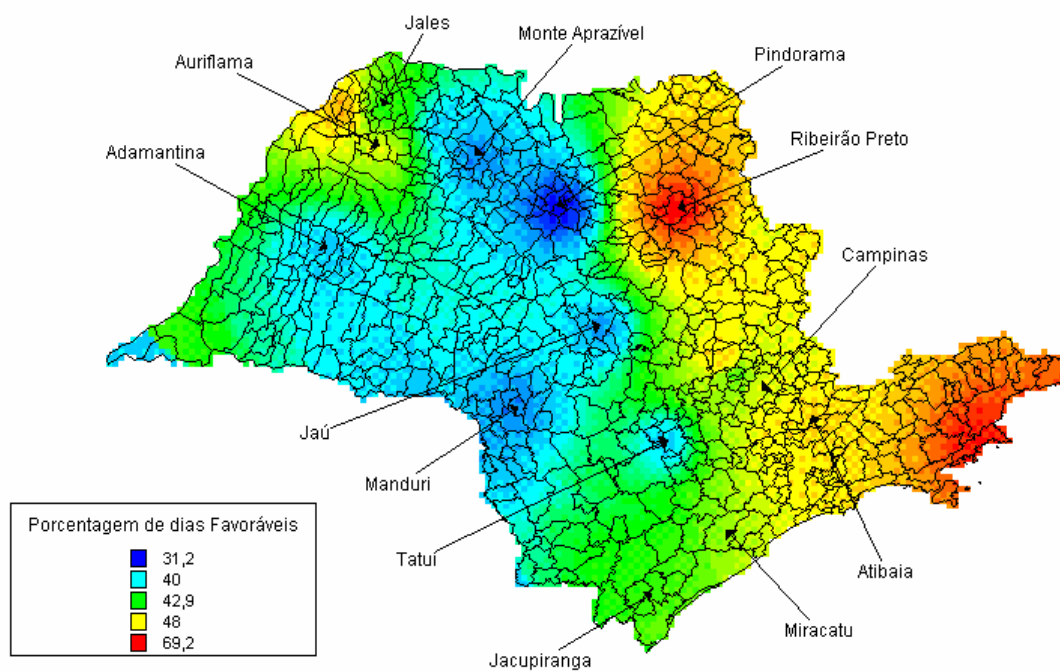 Jales
Monte Aprazível
Auriflama
Pindorama
Adamantina
Ribeirão Preto
Campinas
Jaú
Manduri
Tatuí
Atibaia
Miracatu
Jacupiranga
Porcentagem de dias Favoráveis
31,2
40
42,9
48
69,2